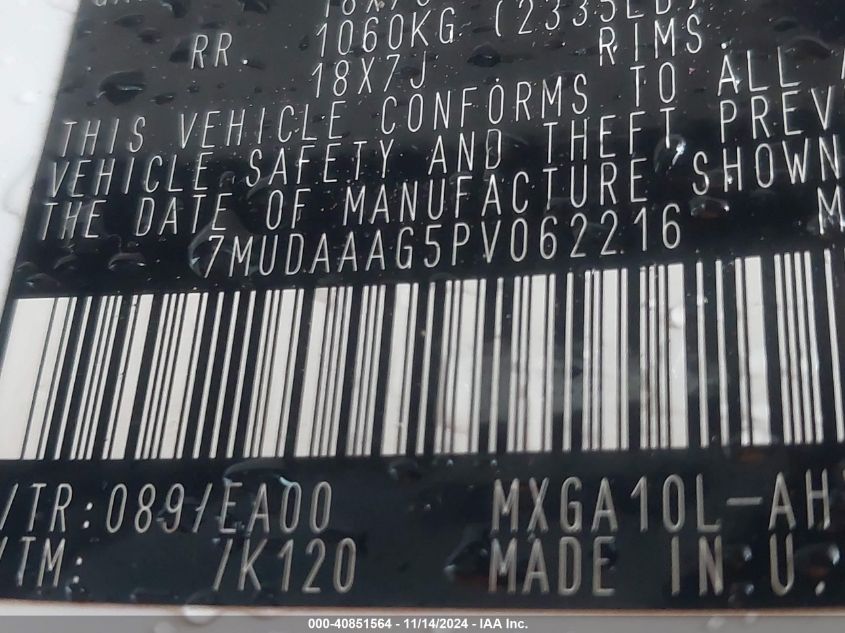 1060KG (2335LB)
RR. 18X7J RIMS.
THIS VEHICLE CONFORMS TO ALL
VEHICLE SAFETY AND THEFT PREV
THE DATE OF MANUFACTURE SHOWN
7MUDAAAG5PV062216 M
/TR:089/EA00 MXGA10L-AH
/TM: /K120 MADE IN U.
000-40851564 - 11/14/2024 - IAA Inc.